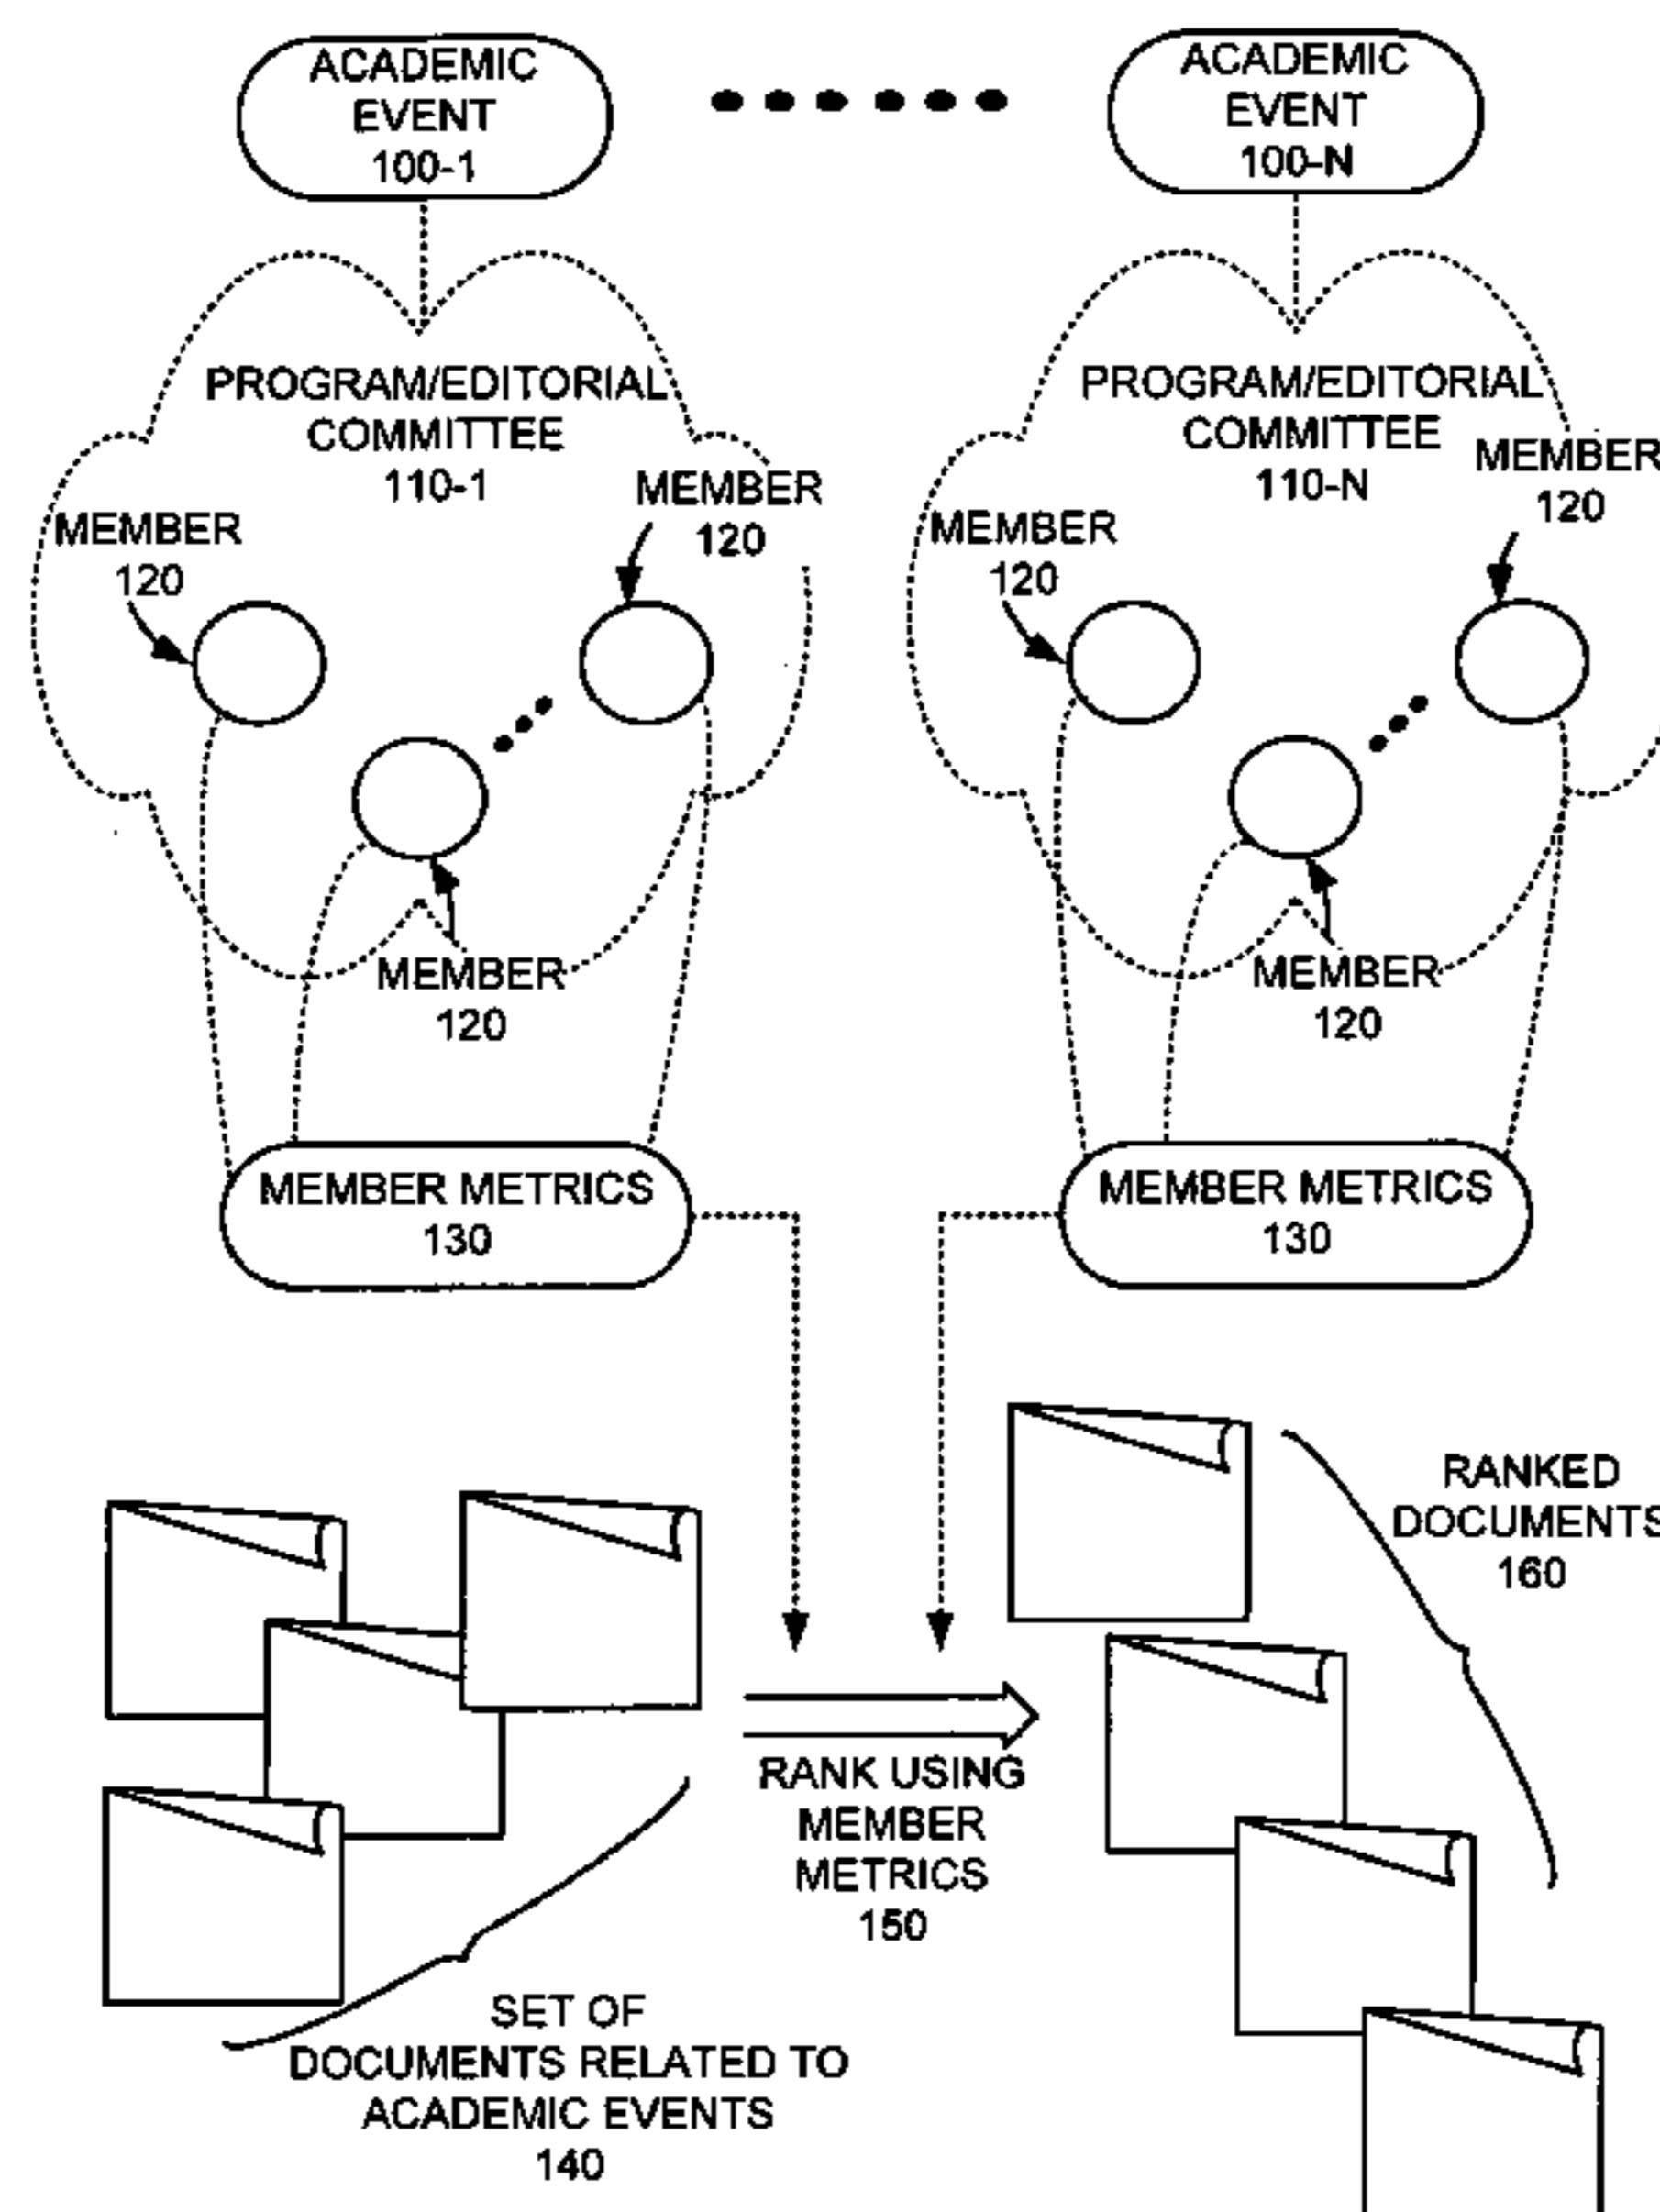 ACADEMIC
EVENT
100-1
ACADEMIC
EVENT
100-N
PROGRAM/EDITORIAL
COMMITTEE
110-1
MEMBER
120
MEMBER
120
MEMBER
120
PROGRAM/EDITORIAL
COMMITTEE
110-N
MEMBER
120
MEMBER
120
MEMBER
120
MEMBER METRICS
130
MEMBER METRICS
130
RANKED
DOCUMENTS
160
RANK USING
MEMBER
METRICS
150
SET OF
DOCUMENTS RELATED TO
ACADEMIC EVENTS
140